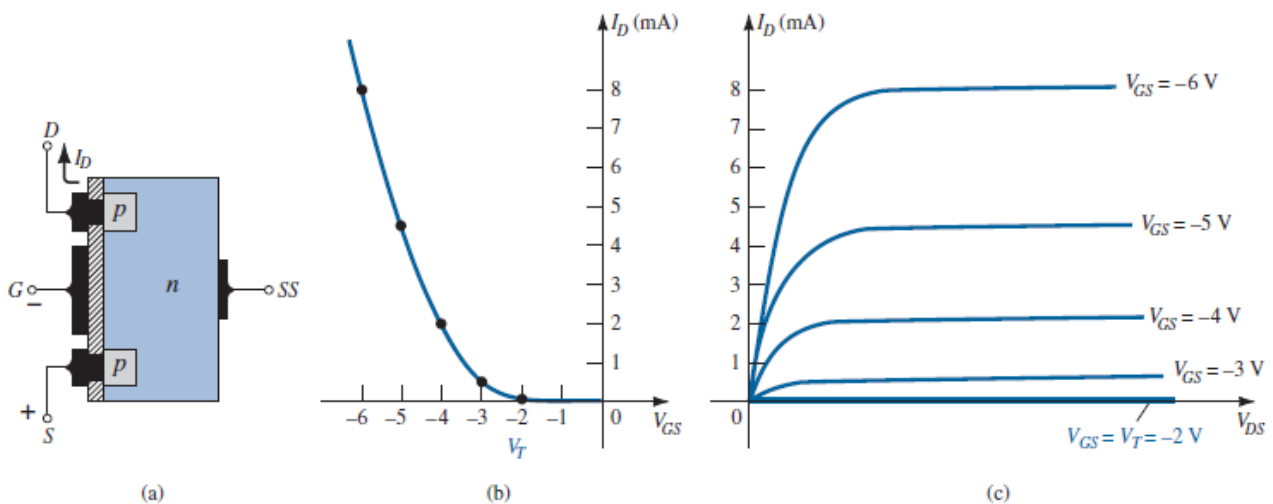 D
I_D
p
G
−
n
SS
p
+
S
(a)
I_D (mA)
8
7
6
5
4
3
2
1
−6 −5 −4 −3 −2 −1 0 V_GS
V_T
(b)
I_D (mA)
8
7
6
5
4
3
2
1
0
V_GS = −6 V
V_GS = −5 V
V_GS = −4 V
V_GS = −3 V
V_GS = V_T = −2 V
V_DS
(c)